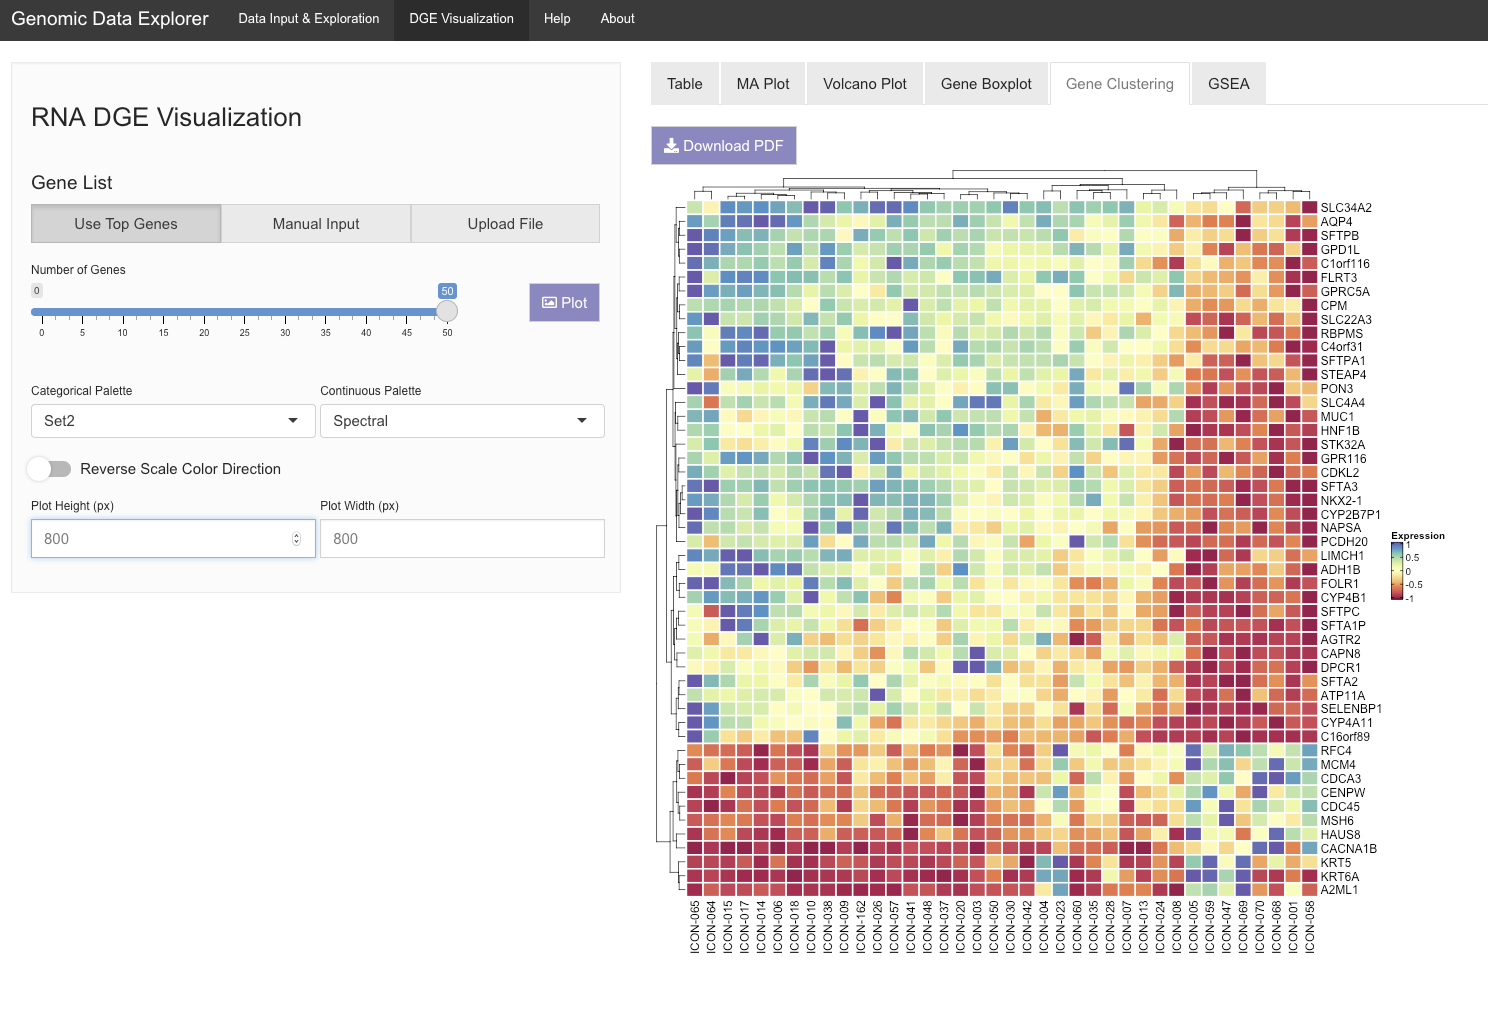 Genomic Data Explorer Data Input & Exploration DGE Visualization Help About
RNA DGE Visualization
Gene List
Use Top Genes Manual Input Upload File
Number of Genes
0 50
0 5 10 15 20 25 30 35 40 45 50
Plot
Categorical Palette Continuous Palette
Set2 Spectral
Reverse Scale Color Direction
Plot Height (px) Plot Width (px)
800 800
Table MA Plot Volcano Plot Gene Boxplot Gene Clustering GSEA
Download PDF
SLC34A2
AQP4
SFTPB
GPD1L
C1orf116
FLRT3
GPRC5A
CPM
SLC22A3
RBPMS
C4orf31
SFTPA1
STEAP4
PON3
SLC4A4
MUC1
HNF1B
STK32A
GPR116
CDKL2
SFTA3
NKX2-1
CYP2B7P1
NAPSA
PCDH20
LIMCH1
ADH1B
FOLR1
CYP4B1
SFTPC
SFTA1P
AGTR2
CAPN8
DPCR1
SFTA2
ATP11A
SELENBP1
CYP4A11
C16orf89
RFC4
MCM4
CDCA3
CENPW
CDC45
MSH6
HAUS8
CACNA1B
KRT5
KRT6A
A2ML1
Expression
1
0.5
0
-0.5
-1
ICON-065
ICON-064
ICON-015
ICON-017
ICON-014
ICON-006
ICON-018
ICON-010
ICON-038
ICON-009
ICON-162
ICON-026
ICON-057
ICON-041
ICON-048
ICON-037
ICON-020
ICON-003
ICON-050
ICON-030
ICON-042
ICON-004
ICON-023
ICON-060
ICON-035
ICON-028
ICON-007
ICON-013
ICON-024
ICON-008
ICON-005
ICON-059
ICON-047
ICON-069
ICON-070
ICON-068
ICON-001
ICON-058